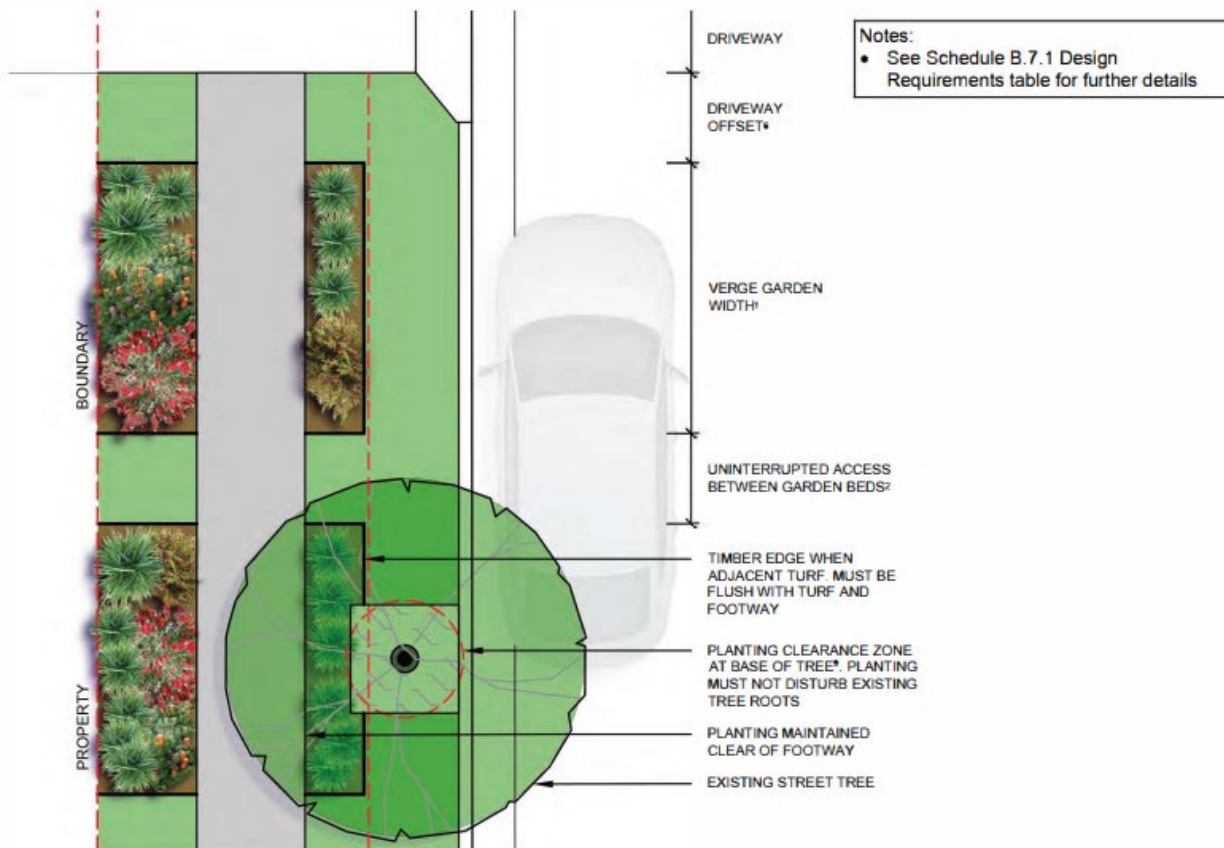 DRIVEWAY
Notes:
• See Schedule B.7.1 Design
Requirements table for further details
DRIVEWAY
OFFSET⁶
VERGE GARDEN
WIDTH¹
BOUNDARY
UNINTERRUPTED ACCESS
BETWEEN GARDEN BEDS²
TIMBER EDGE WHEN
ADJACENT TURF. MUST BE
FLUSH WITH TURF AND
FOOTWAY
PLANTING CLEARANCE ZONE
AT BASE OF TREE. PLANTING
MUST NOT DISTURB EXISTING
TREE ROOTS
PROPERTY
PLANTING MAINTAINED
CLEAR OF FOOTWAY
EXISTING STREET TREE